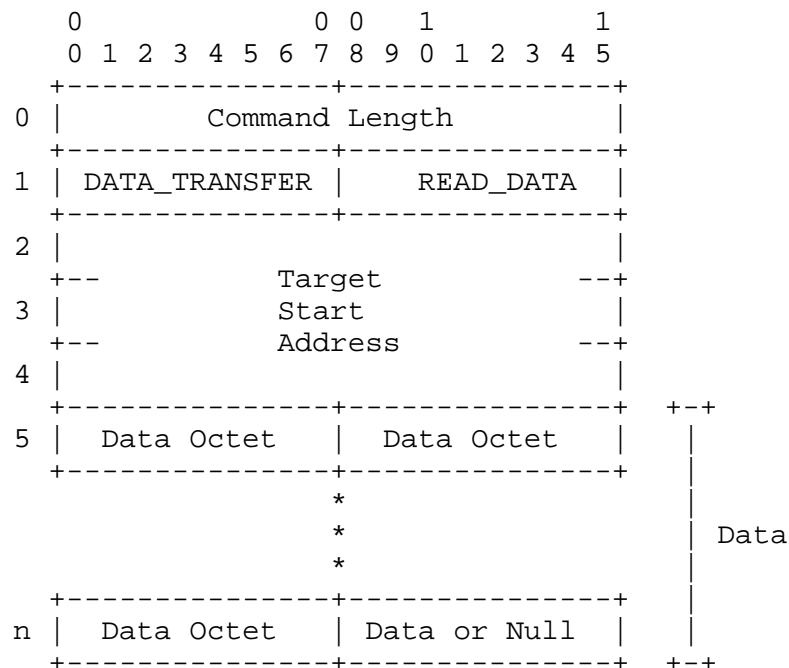 0 0 0 1 1
0 1 2 3 4 5 6 7 8 9 0 1 2 3 4 5
+---------------+---------------+
0 | Command Length |
+---------------+---------------+
1 | DATA_TRANSFER | READ_DATA |
+---------------+---------------+
2 | |
+-- Target --+
3 | Start |
+-- Address --+
4 | |
+---------------+---------------+ +-+
5 | Data Octet | Data Octet | |
+---------------+---------------+ |
* |
* | Data
* |
+---------------+---------------+ |
n | Data Octet | Data or Null | |
+---------------+---------------+ +-+